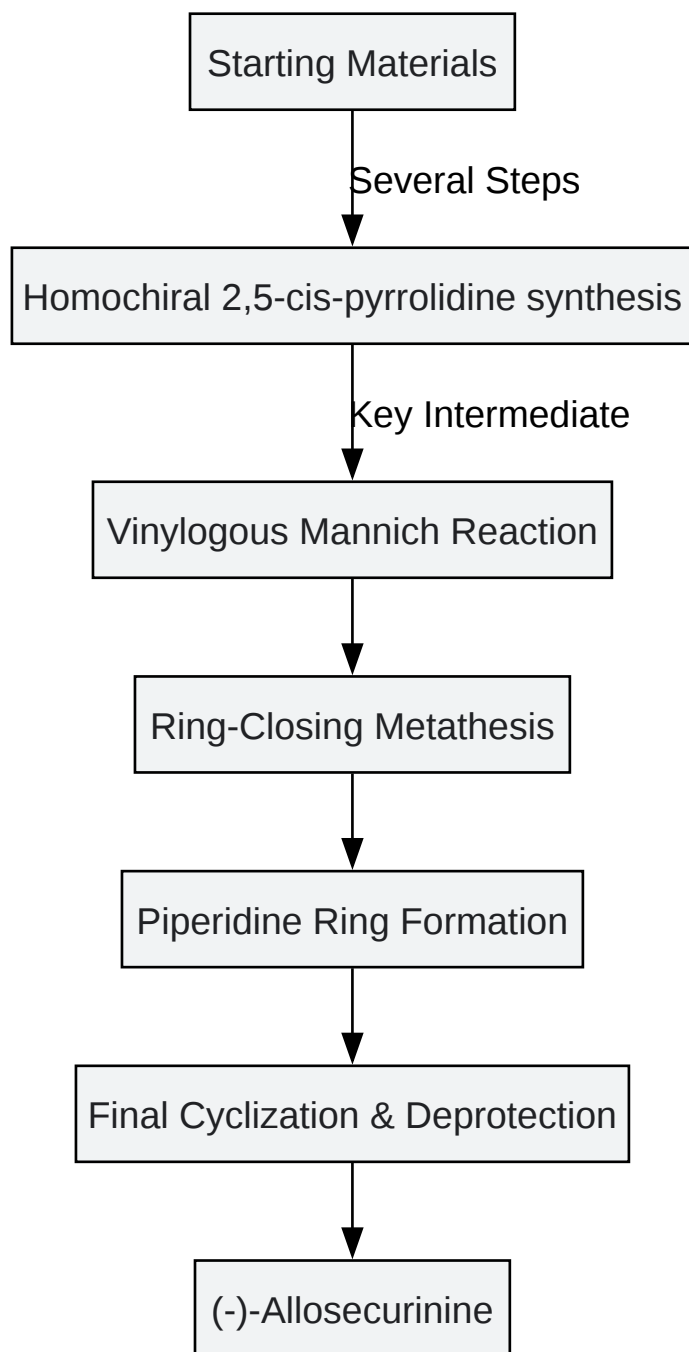 Starting Materials
Several Steps
Homochiral 2,5-cis-pyrrolidine synthesis
Key Intermediate
Vinylogous Mannich Reaction
Ring-Closing Metathesis
Piperidine Ring Formation
Final Cyclization & Deprotection
(-)-Allosecurinine